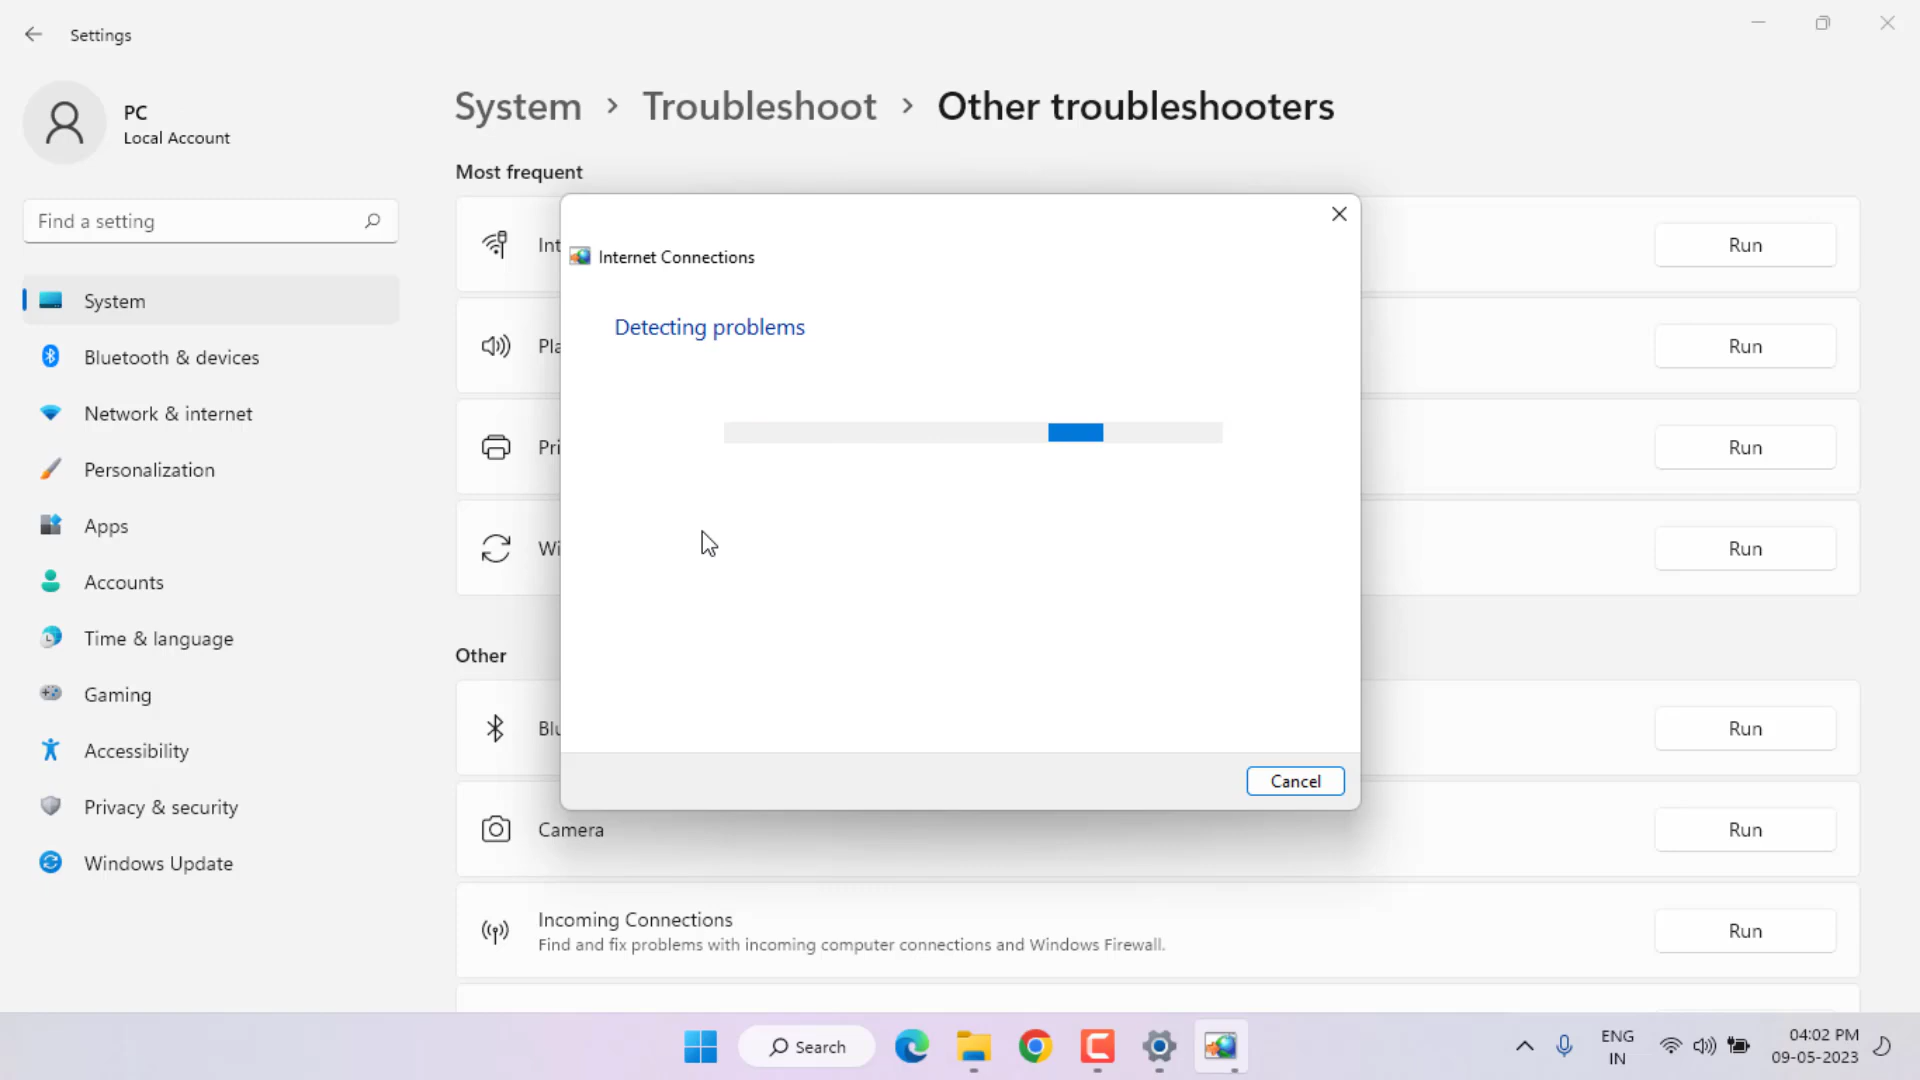 Settings
PC
Local Account
Find a setting
System
Bluetooth & devices
Network & internet
Personalization
Apps
Accounts
Time & language
Gaming
Accessibility
Privacy & security
Windows Update
System > Troubleshoot > Other troubleshooters
Most frequent
Int
Run
Pla
Run
Pri
Run
Wi
Run
Internet Connections
Detecting problems
Cancel
Other
Blu
Run
Camera
Run
Incoming Connections
Find and fix problems with incoming computer connections and Windows Firewall.
Run
Search
ENG
IN
04:02 PM
09-05-2023